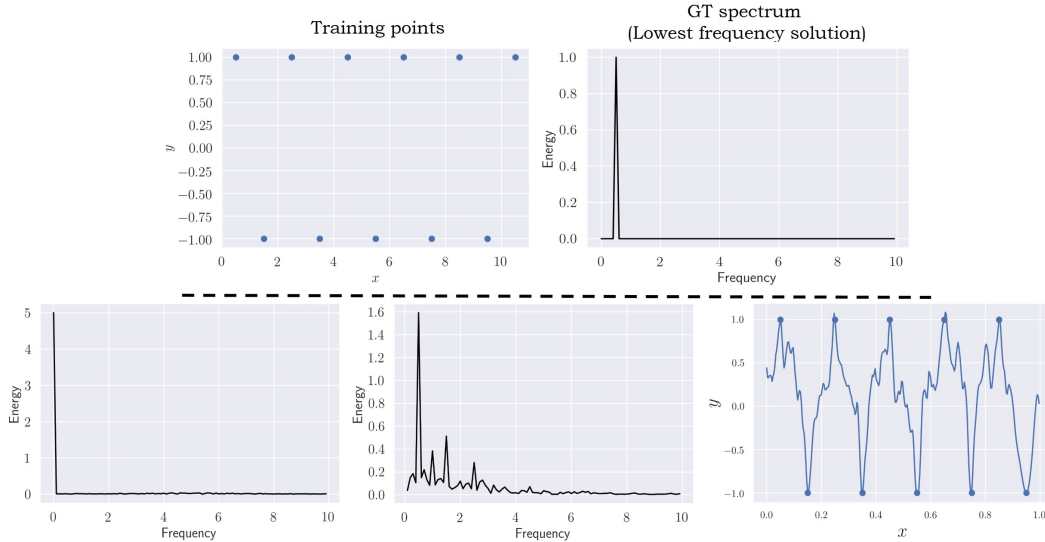 Training points
GT spectrum
(Lowest frequency solution)
1.00
0.75
0.50
0.25
0.00
−0.25
−0.50
−0.75
−1.00
y
0 2 4 6 8 10
x
1.0
0.8
0.6
0.4
0.2
0.0
Energy
0 2 4 6 8 10
Frequency
5
4
3
2
1
0
Energy
0 2 4 6 8 10
Frequency
1.6
1.4
1.2
1.0
0.8
0.6
0.4
0.2
0.0
Energy
0 2 4 6 8 10
Frequency
1.0
0.5
0.0
−0.5
−1.0
y
0.0 0.2 0.4 0.6 0.8 1.0
x